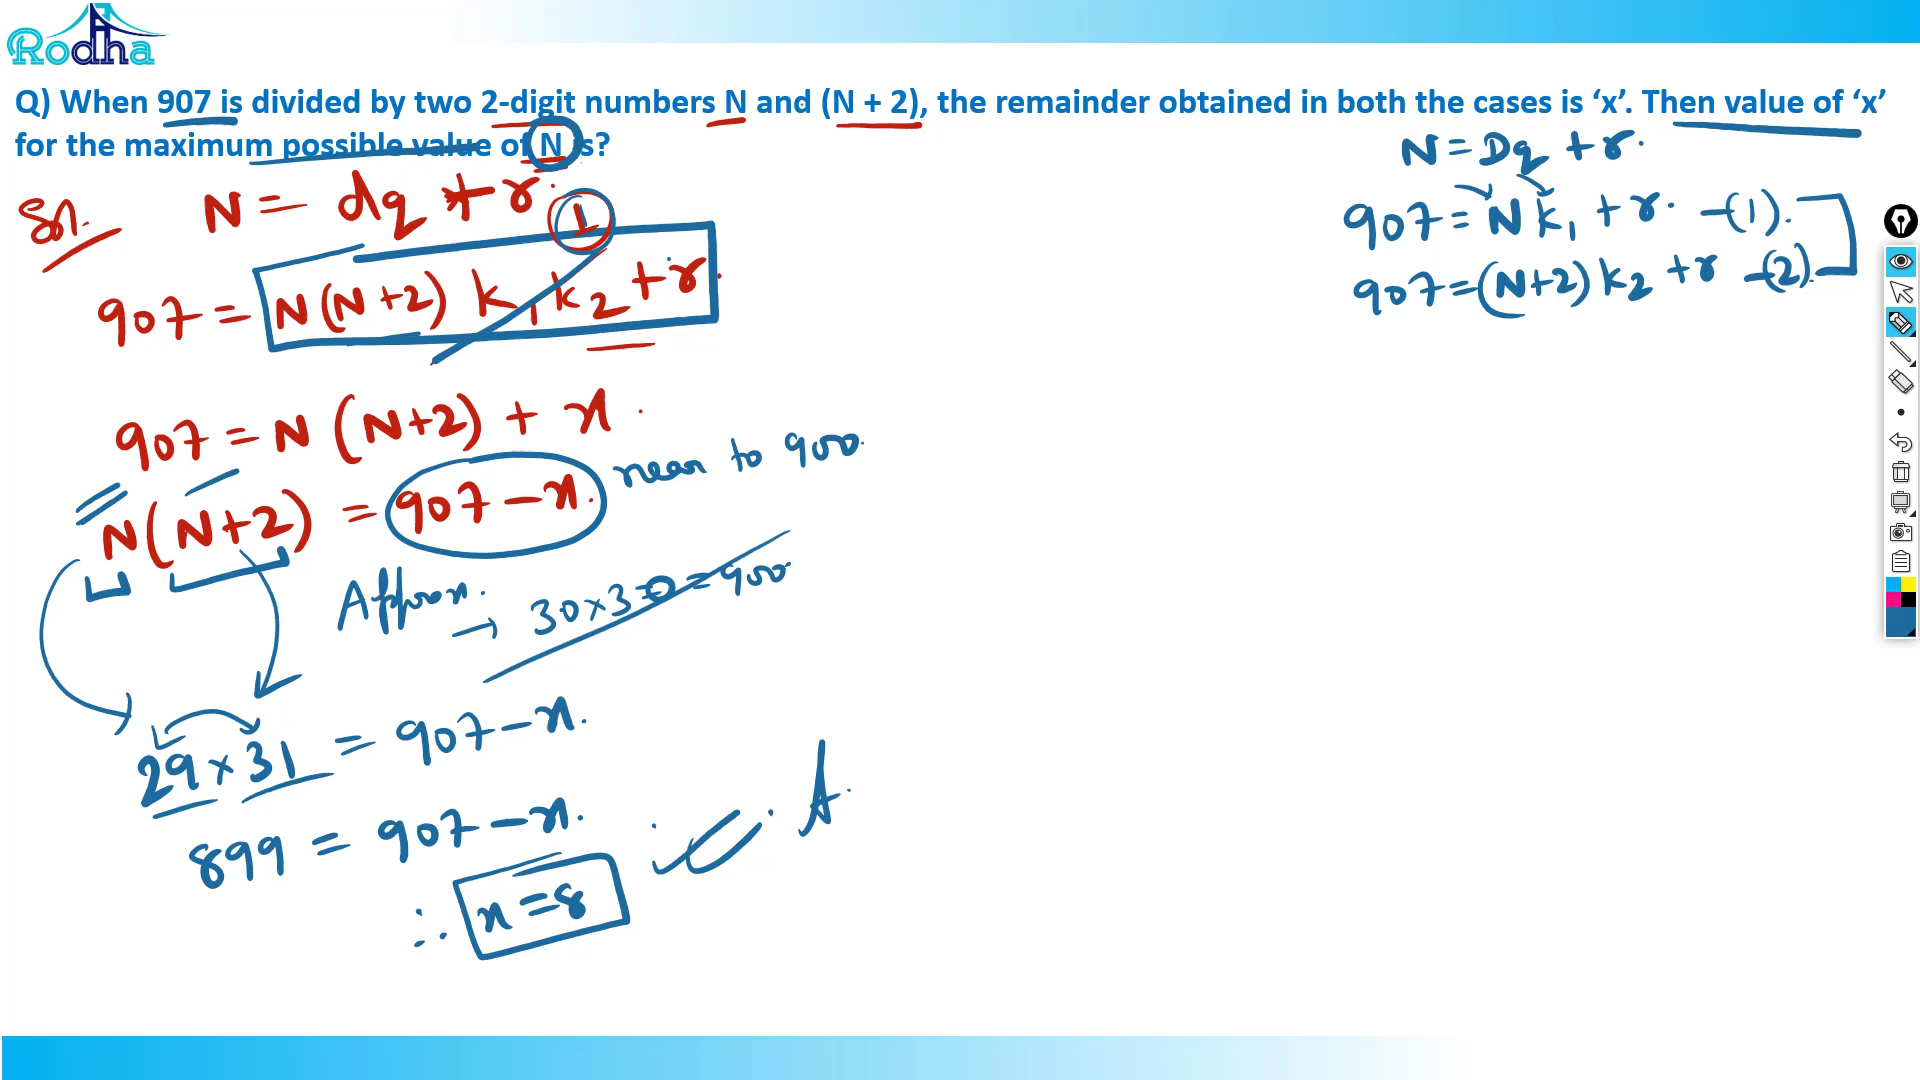 Rodha
Q) When 907 is divided by two 2-digit numbers N and (N + 2), the remainder obtained in both the cases is ‘x’. Then value of ‘x’
for the maximum possible value of N is?
N = Dq + r.
Sol. N = dq + r.
1
907 = N k₁ + r. -(1).
907 = N(N+2) k₁k₂ + r.
907 = (N+2) k₂ + r -(2).
907 = N (N+2) + x.
near to 900.
N(N+2) = 907 - x.
Approx.
→ 30×30 = 900
29 × 31 = 907 - x.
899 = 907 - x.
A.
∴ x = 8